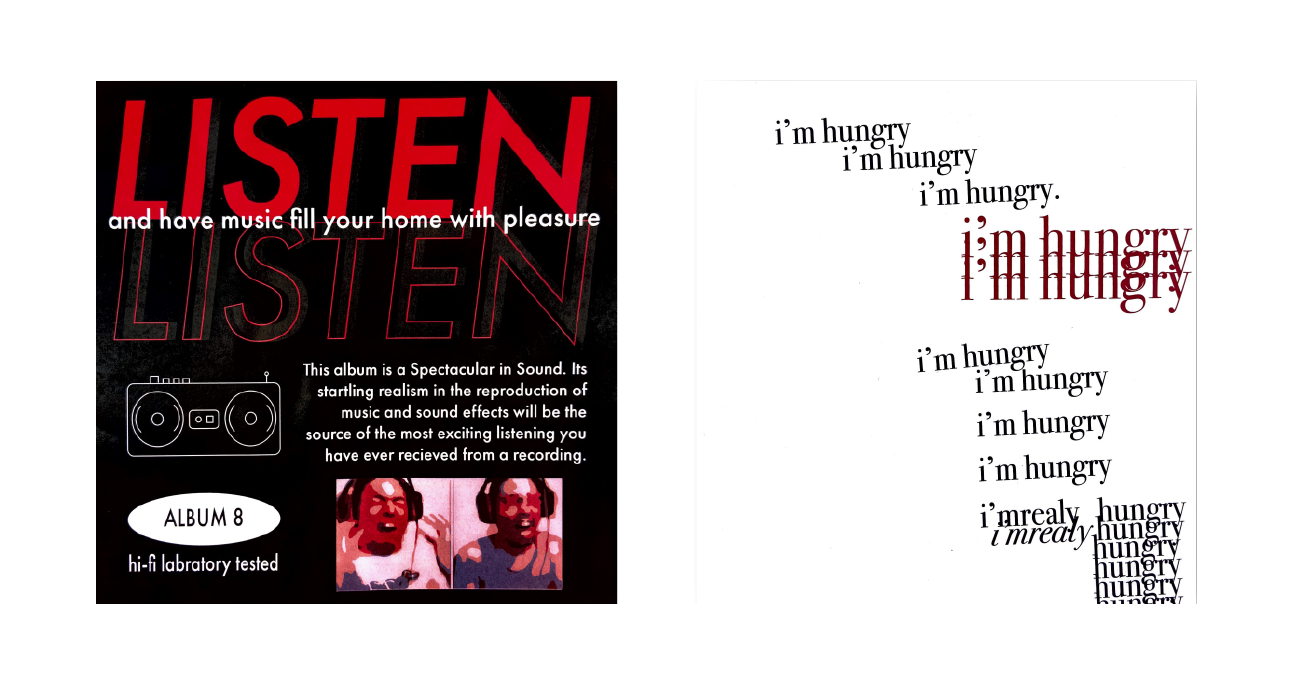 LISTEN
and have music fill your home with pleasure
LISTEN
This album is a Spectacular in Sound. Its
startling realism in the reproduction of
music and sound effects will be the
source of the most exciting listening you
have ever recieved from a recording.
ALBUM 8
hi-fi labratory tested
i'm hungry
i'm hungry
i'm hungry.
i'm hungry
i'm hungry
i'm hungry
i'm hungry
i'm hungry
i'm hungry
i'm hungry
i'mrealy hungry
i'mrealy hungry
hungry
hungry
hungry
hungry